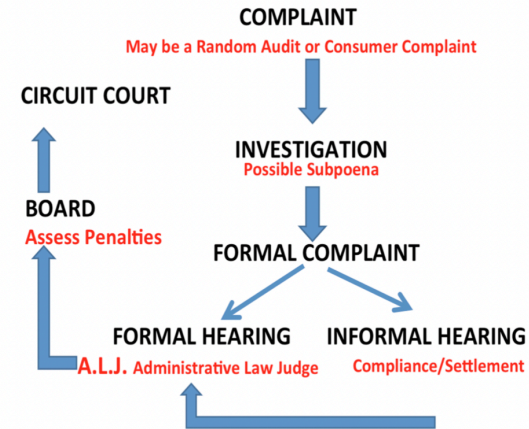 COMPLAINT
May be a Random Audit or Consumer Complaint
CIRCUIT COURT
INVESTIGATION
Possible Subpoena
BOARD
Assess Penalties
FORMAL COMPLAINT
FORMAL HEARING
A.L.J. Administrative Law Judge
INFORMAL HEARING
Compliance/Settlement